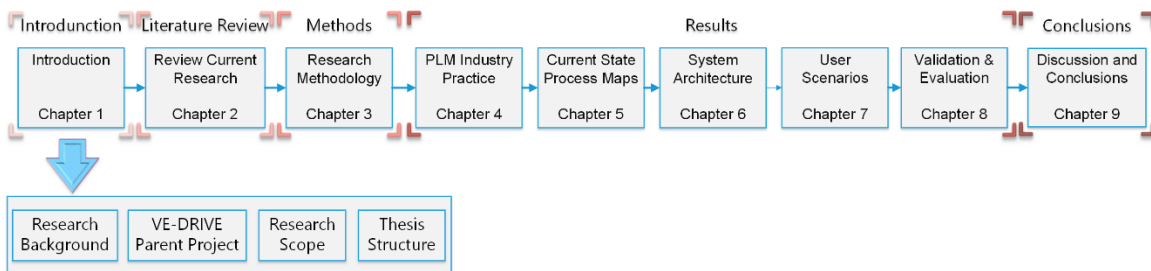 Introdunction
Literature Review
Methods
Results
Conclusions
Introduction
Chapter 1
Review Current
Research
Chapter 2
Research
Methodology
Chapter 3
PLM Industry
Practice
Chapter 4
Current State
Process Maps
Chapter 5
System
Architecture
Chapter 6
User
Scenarios
Chapter 7
Validation &
Evaluation
Chapter 8
Discussion and
Conclusions
Chapter 9
Research
Background
VE-DRIVE
Parent Project
Research
Scope
Thesis
Structure